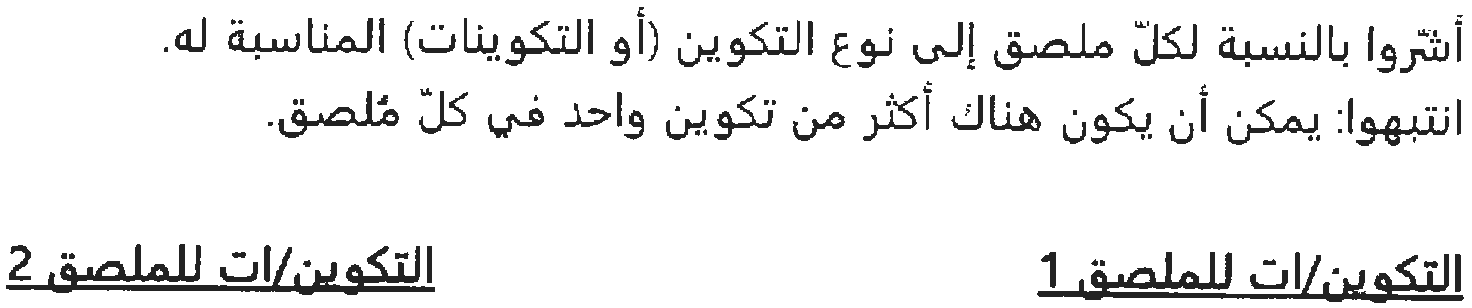 أشّروا بالنسبة لكلّ ملصق إلى نوع التكوين (أو التكوينات) المناسبة له.
انتبهوا: يمكن أن يكون هناك أكثر من تكوين واحد في كلّ مُلصق.
التكوين/ات للملصق 1
التكوين/ات للملصق 2